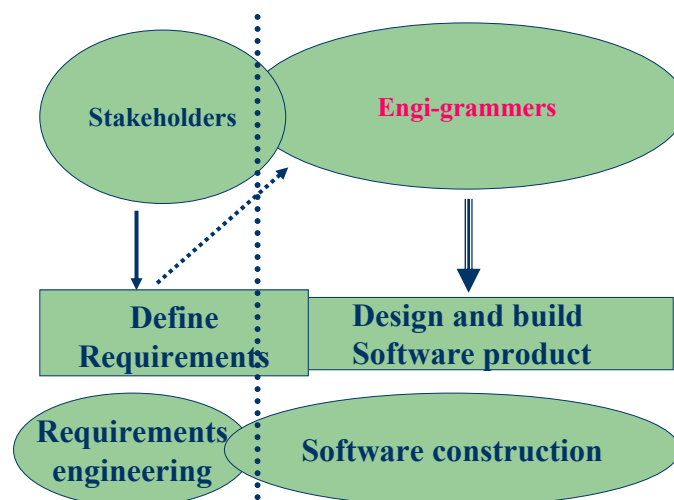 Stakeholders
Engi-grammers
Define
Requirements
Design and build
Software product
Requirements
engineering
Software construction